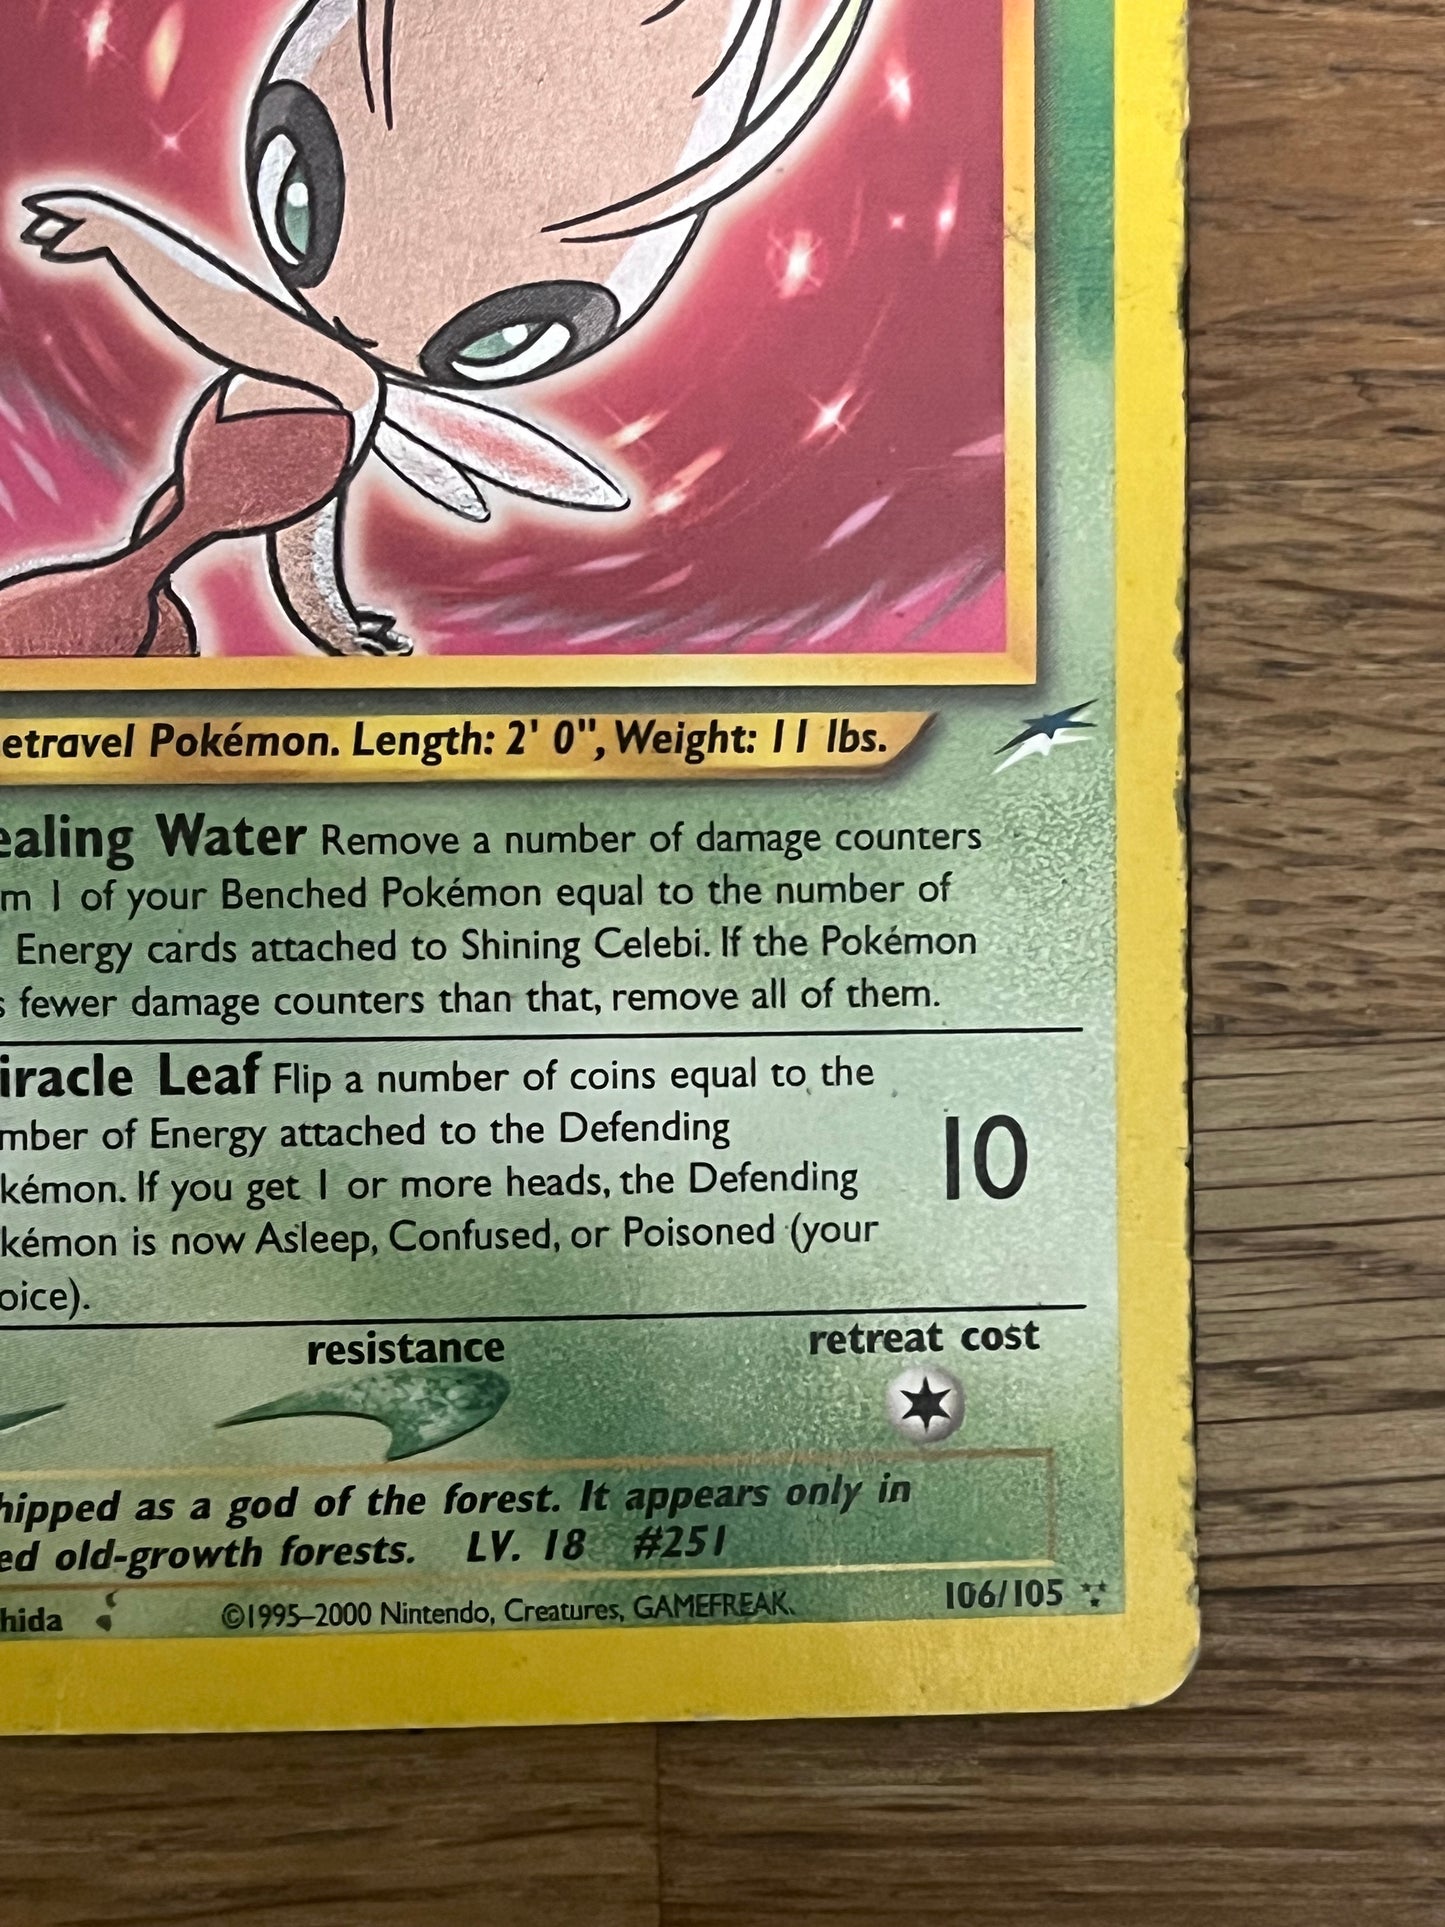 etravel Pokémon. Length: 2' 0", Weight: 11 lbs.
ealing Water Remove a number of damage counters
m 1 of your Benched Pokémon equal to the number of
Energy cards attached to Shining Celebi. If the Pokémon
s fewer damage counters than that, remove all of them.
iracle Leaf Flip a number of coins equal to the
mber of Energy attached to the Defending
kémon. If you get 1 or more heads, the Defending
kémon is now Asleep, Confused, or Poisoned (your
oice).
10
resistance retreat cost
hipped as a god of the forest. It appears only in
ed old-growth forests. LV. 18 #251
hida ©1995–2000 Nintendo, Creatures, GAMEFREAK. 106/105